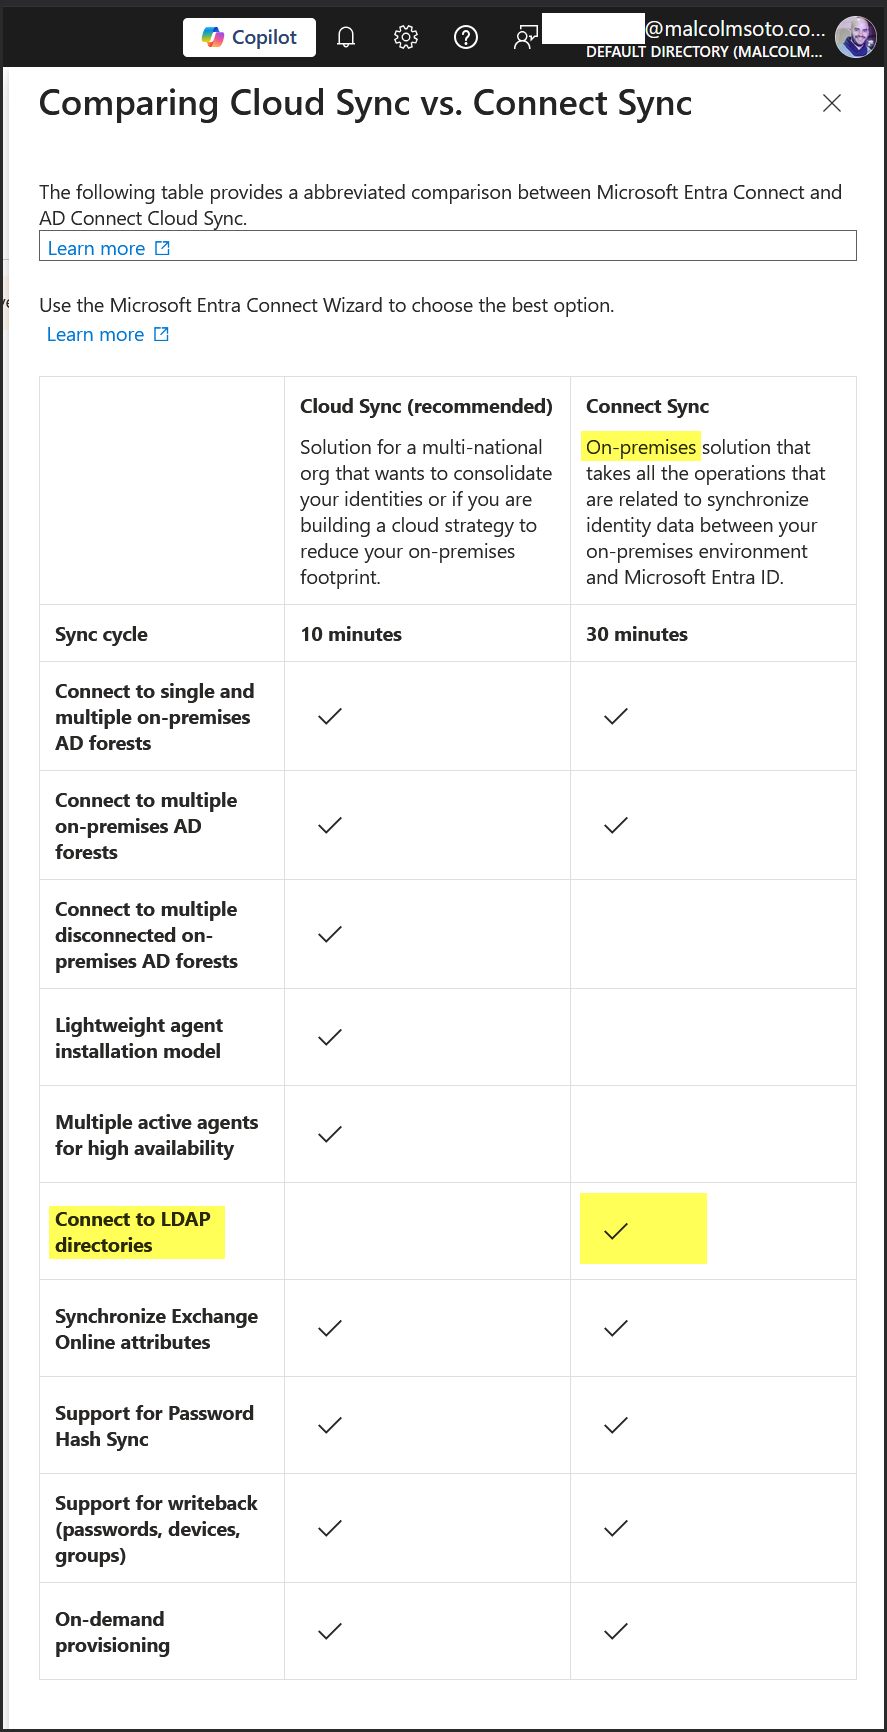 Copilot
@malcolmsoto.co...
DEFAULT DIRECTORY (MALCOLM...
Comparing Cloud Sync vs. Connect Sync
The following table provides a abbreviated comparison between Microsoft Entra Connect and
AD Connect Cloud Sync.
Learn more
Use the Microsoft Entra Connect Wizard to choose the best option.
Learn more
Cloud Sync (recommended)
Solution for a multi-national
org that wants to consolidate
your identities or if you are
building a cloud strategy to
reduce your on-premises
footprint.
Connect Sync
On-premises solution that
takes all the operations that
are related to synchronize
identity data between your
on-premises environment
and Microsoft Entra ID.
Sync cycle
10 minutes
30 minutes
Connect to single and
multiple on-premises
AD forests
Connect to multiple
on-premises AD
forests
Connect to multiple
disconnected on-
premises AD forests
Lightweight agent
installation model
Multiple active agents
for high availability
Connect to LDAP
directories
Synchronize Exchange
Online attributes
Support for Password
Hash Sync
Support for writeback
(passwords, devices,
groups)
On-demand
provisioning